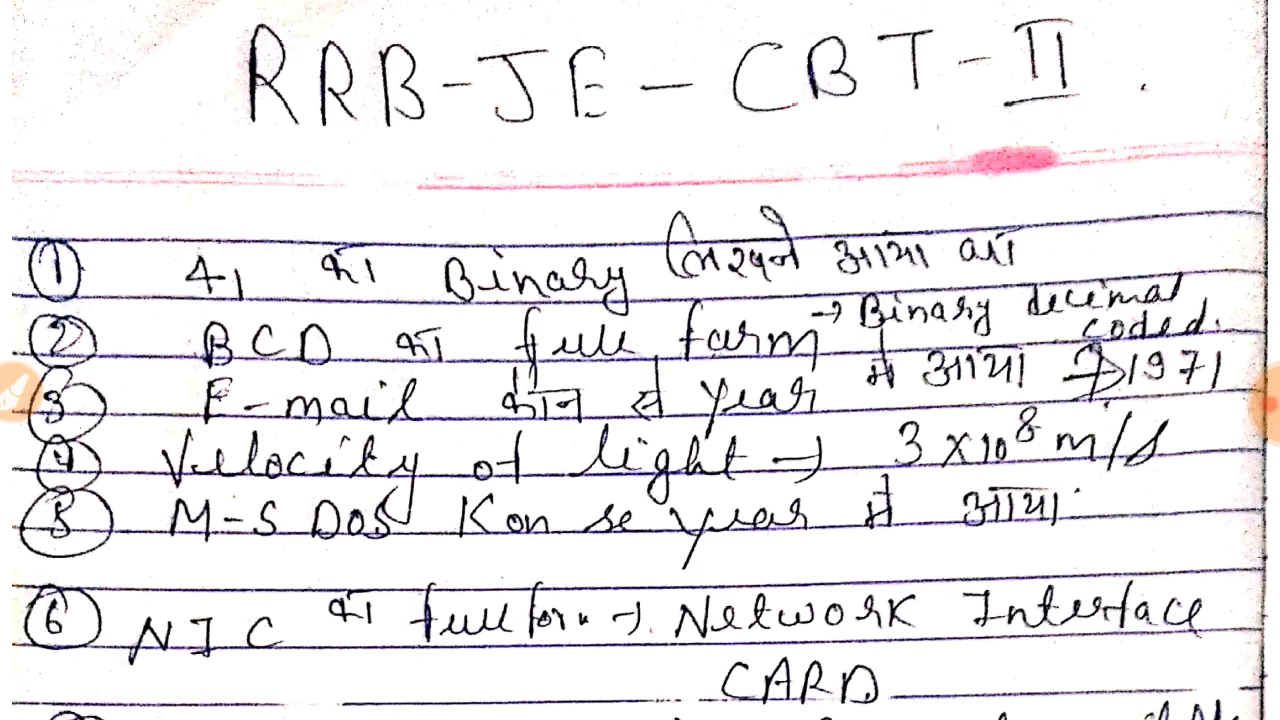 RRB-JE-CBT-II.
① 41 का Binary लिखने आया था
② BCD का full farm → Binary decimal coded.
③ E-mail कोन से year में आया → 1971
④ Velocity of light → 3 x 10⁸ m/s
⑤ M-S DOS Kon se year में आया.
⑥ NIC का full form → Network Interface
CARD